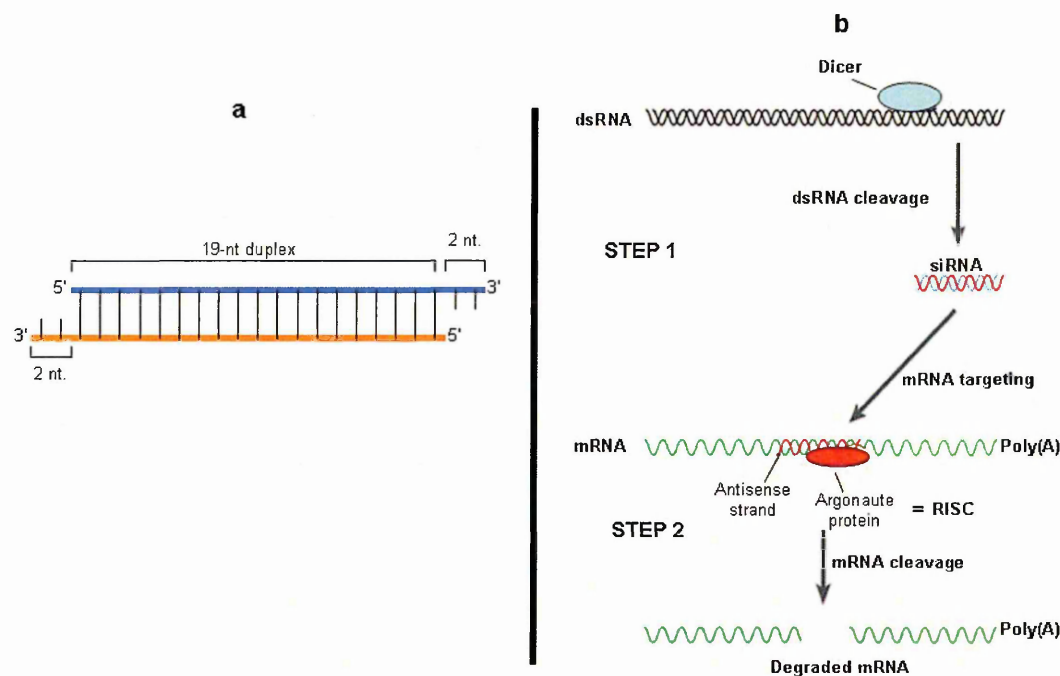 a
19-nt duplex
2 nt.
5'
3'
3'
5'
2 nt.
b
Dicer
dsRNA
dsRNA cleavage
STEP 1
siRNA
mRNA targeting
mRNA
Poly(A)
Antisense
strand
Argonaute
protein
= RISC
STEP 2
mRNA cleavage
Poly(A)
Degraded mRNA